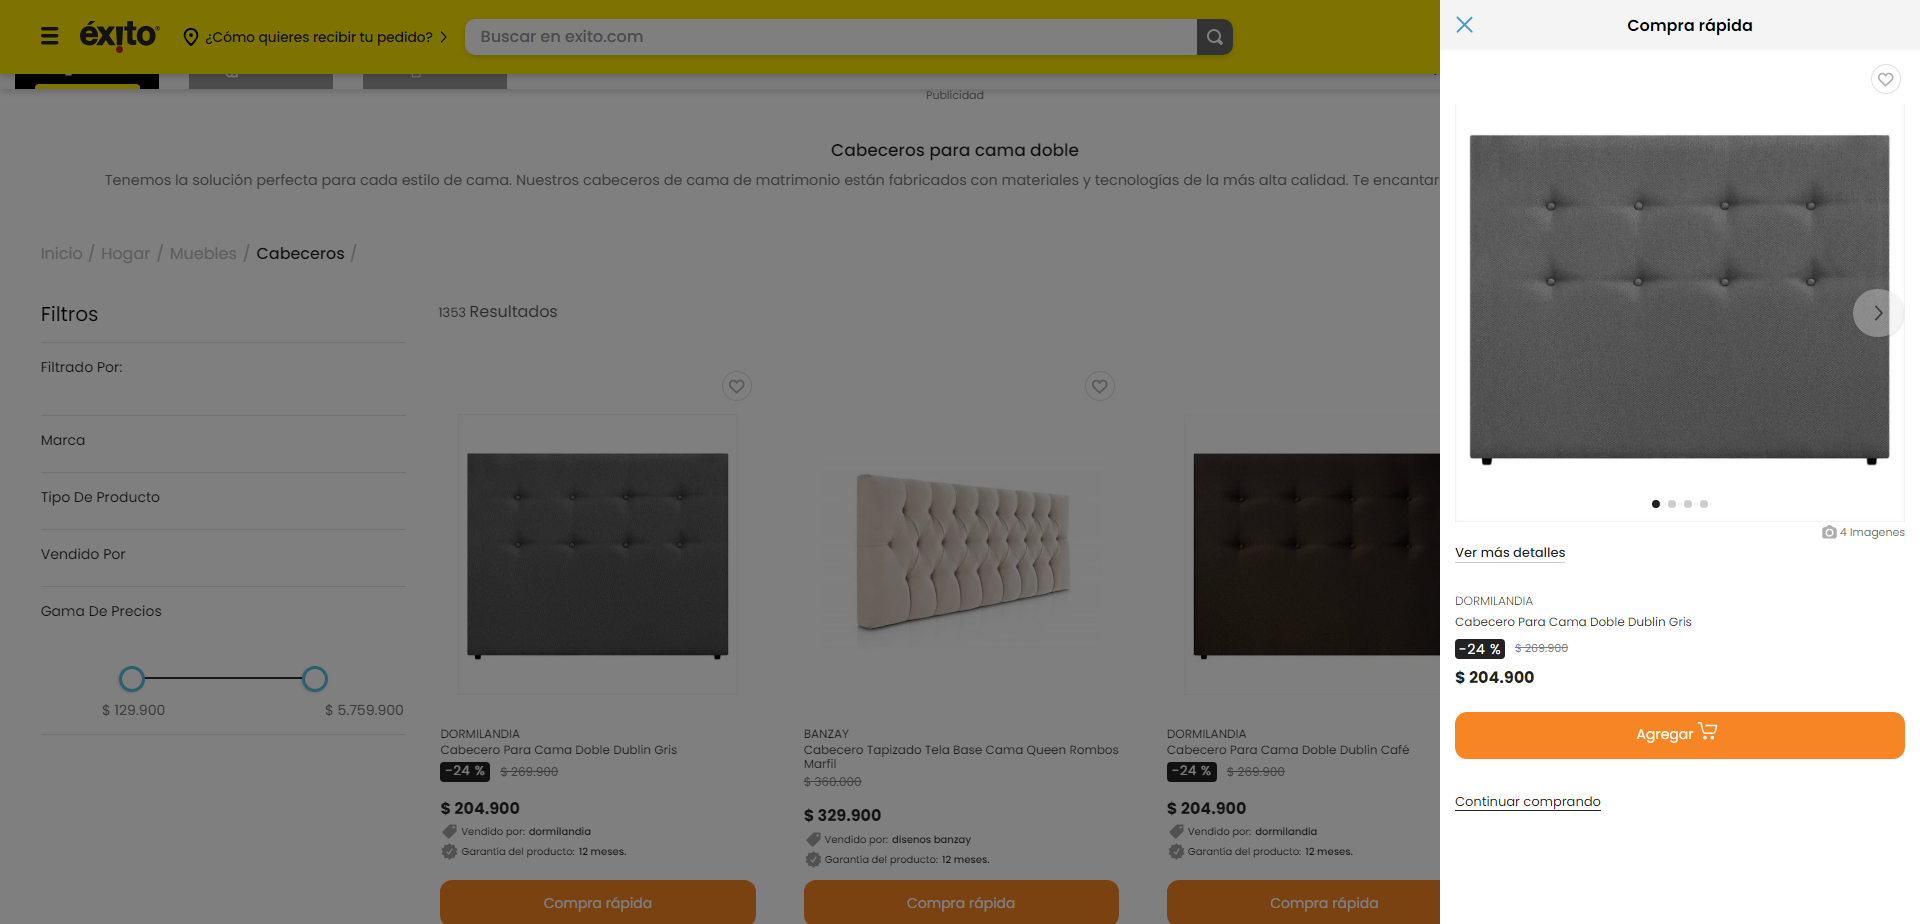 éxito
¿Cómo quieres recibir tu pedido?
Buscar en exito.com
Publicidad
Cabeceros para cama doble
Tenemos la solución perfecta para cada estilo de cama. Nuestros cabeceros de cama de matrimonio están fabricados con materiales y tecnologías de la más alta calidad. Te encantar
Inicio / Hogar / Muebles / Cabeceros /
Filtros
Filtrado Por:
Marca
Tipo De Producto
Vendido Por
Gama De Precios
$ 129.900
$ 5.759.900
1353 Resultados
DORMILANDIA
Cabecero Para Cama Doble Dublin Gris
-24 % $ 269.900
$ 204.900
Vendido por: dormilandia
Garantía del producto: 12 meses.
Compra rápida
BANZAY
Cabecero Tapizado Tela Base Cama Queen Rombos
Marfil
$ 360.000
$ 329.900
Vendido por: disenos banzay
Garantía del producto: 12 meses.
Compra rápida
DORMILANDIA
Cabecero Para Cama Doble Dublin Café
-24 % $ 269.900
$ 204.900
Vendido por: dormilandia
Garantía del producto: 12 meses.
Compra rápida
Compra rápida
4 Imagenes
Ver más detalles
DORMILANDIA
Cabecero Para Cama Doble Dublin Gris
-24 % $ 269.900
$ 204.900
Agregar
Continuar comprando